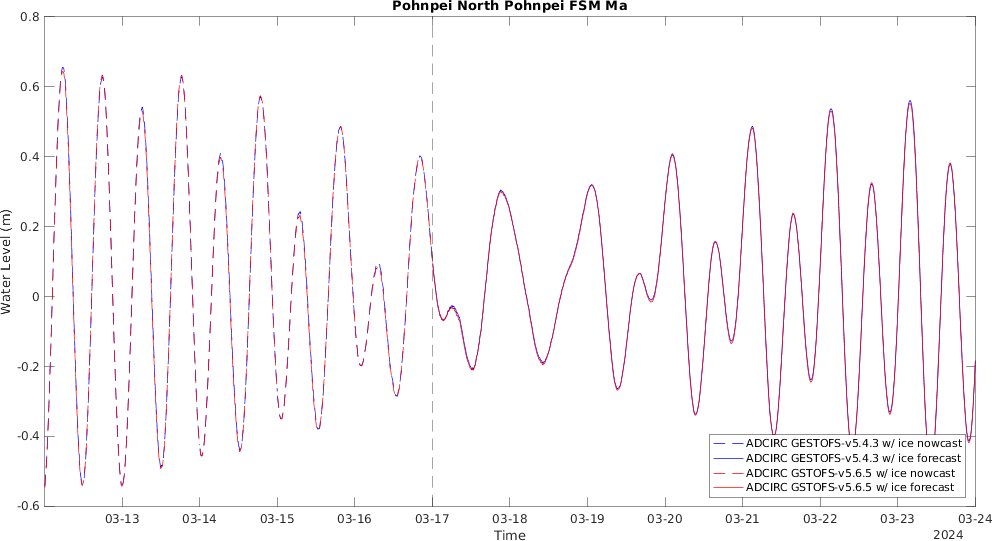 Pohnpei North Pohnpei FSM Ma
0.8
0.6
0.4
0.2
0
-0.2
-0.4
-0.6
Water Level (m)
ADCIRC GESTOFS-v5.4.3 w/ ice nowcast
ADCIRC GESTOFS-v5.4.3 w/ ice forecast
ADCIRC GSTOFS-v5.6.5 w/ ice nowcast
ADCIRC GSTOFS-v5.6.5 w/ ice forecast
03-13 03-14 03-15 03-16 03-17 03-18 03-19 03-20 03-21 03-22 03-23 03-24
Time
2024